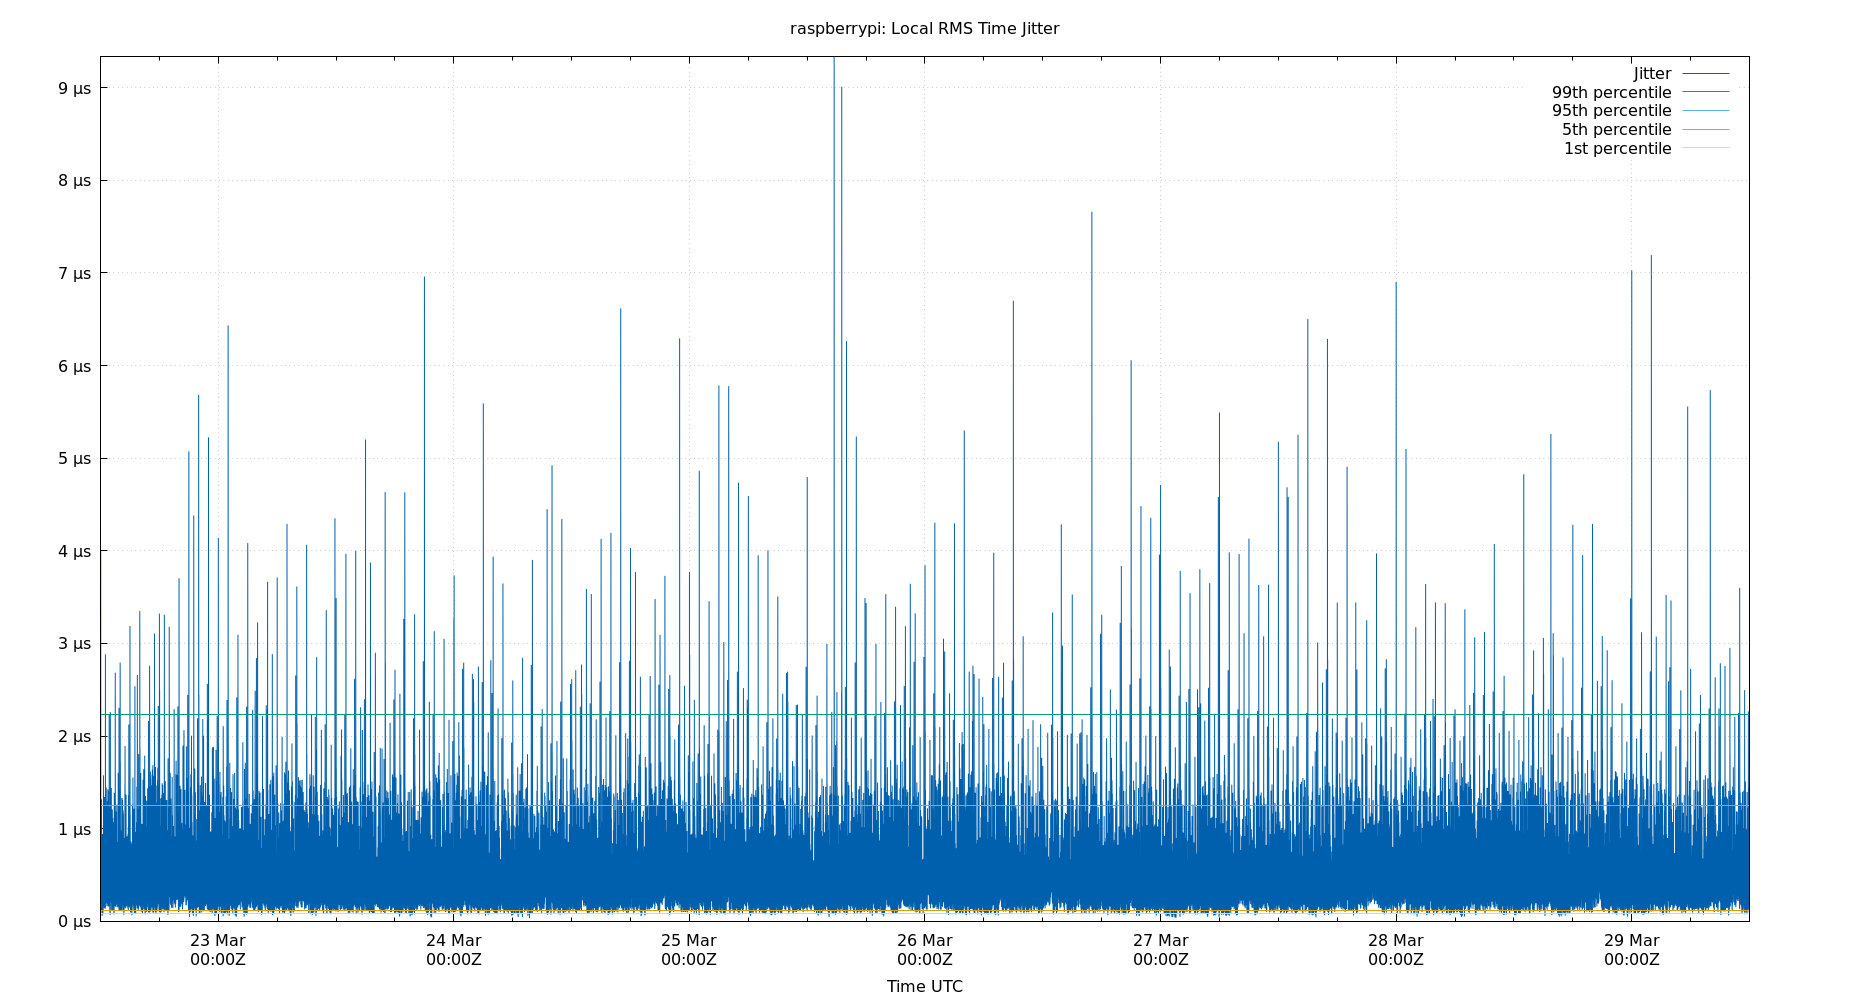 raspberrypi: Local RMS Time Jitter
Jitter
99th percentile
95th percentile
5th percentile
1st percentile
9 µs
8 µs
7 µs
6 µs
5 µs
4 µs
3 µs
2 µs
1 µs
0 µs
23 Mar 24 Mar 25 Mar 26 Mar 27 Mar 28 Mar 29 Mar
00:00Z 00:00Z 00:00Z 00:00Z 00:00Z 00:00Z 00:00Z
Time UTC